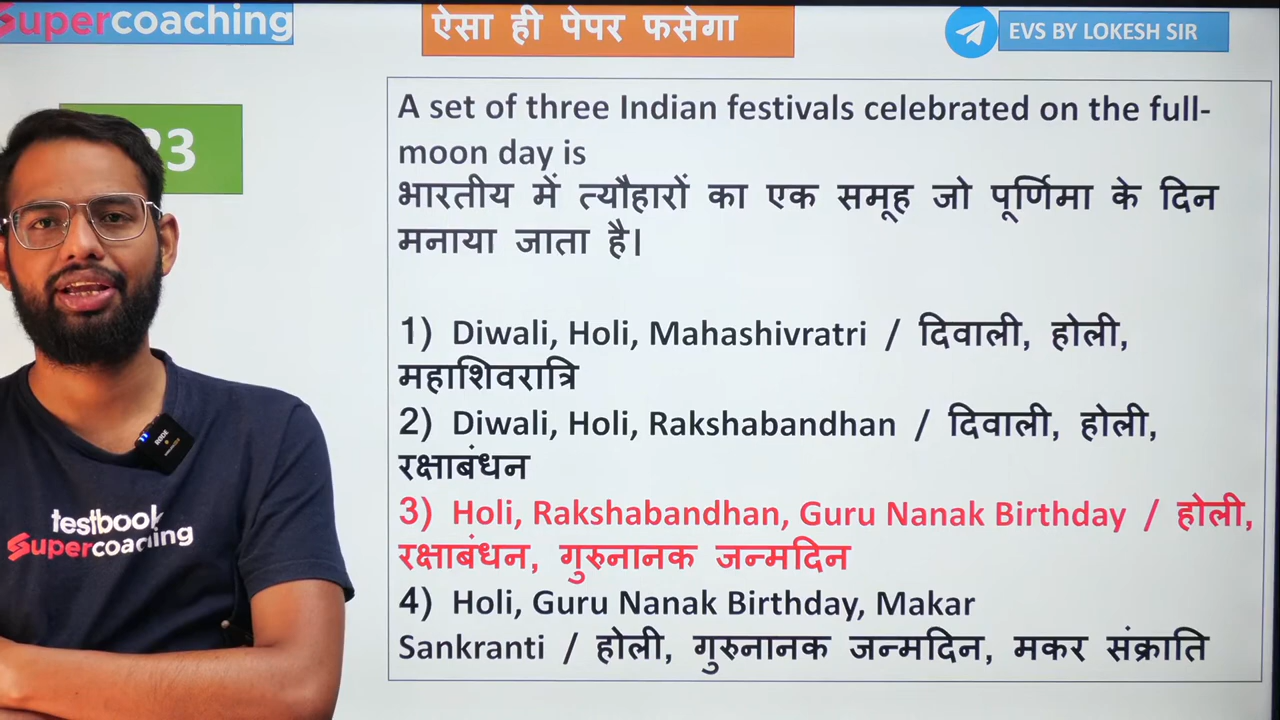 Supercoaching
ऐसा ही पेपर फसेगा
EVS BY LOKESH SIR
23
A set of three Indian festivals celebrated on the full-
moon day is
भारतीय में त्यौहारों का एक समूह जो पूर्णिमा के दिन
मनाया जाता है।
1) Diwali, Holi, Mahashivratri / दिवाली, होली,
महाशिवरात्रि
2) Diwali, Holi, Rakshabandhan / दिवाली, होली,
रक्षाबंधन
3) Holi, Rakshabandhan, Guru Nanak Birthday / होली,
रक्षाबंधन, गुरुनानक जन्मदिन
4) Holi, Guru Nanak Birthday, Makar
Sankranti / होली, गुरुनानक जन्मदिन, मकर संक्राति
RODE
testbook
Supercoaching